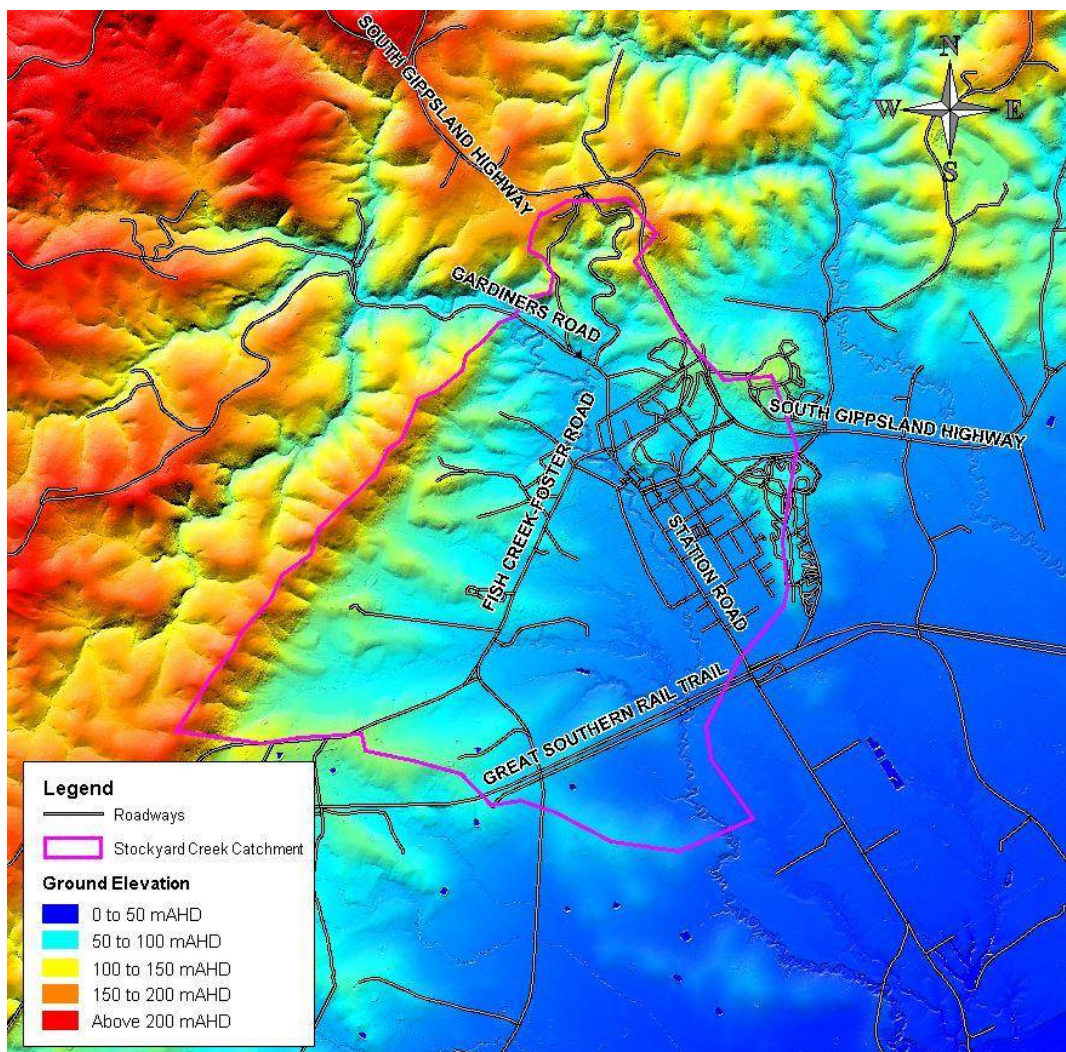 SOUTH GIPPSLAND HIGHWAY
N
W E
S
GARDINERS ROAD
SOUTH GIPPSLAND HIGHWAY
FISH CREEK-FOSTER ROAD
STATION ROAD
GREAT SOUTHERN RAIL TRAIL
Legend
Roadways
Stockyard Creek Catchment
Ground Elevation
0 to 50 mAHD
50 to 100 mAHD
100 to 150 mAHD
150 to 200 mAHD
Above 200 mAHD